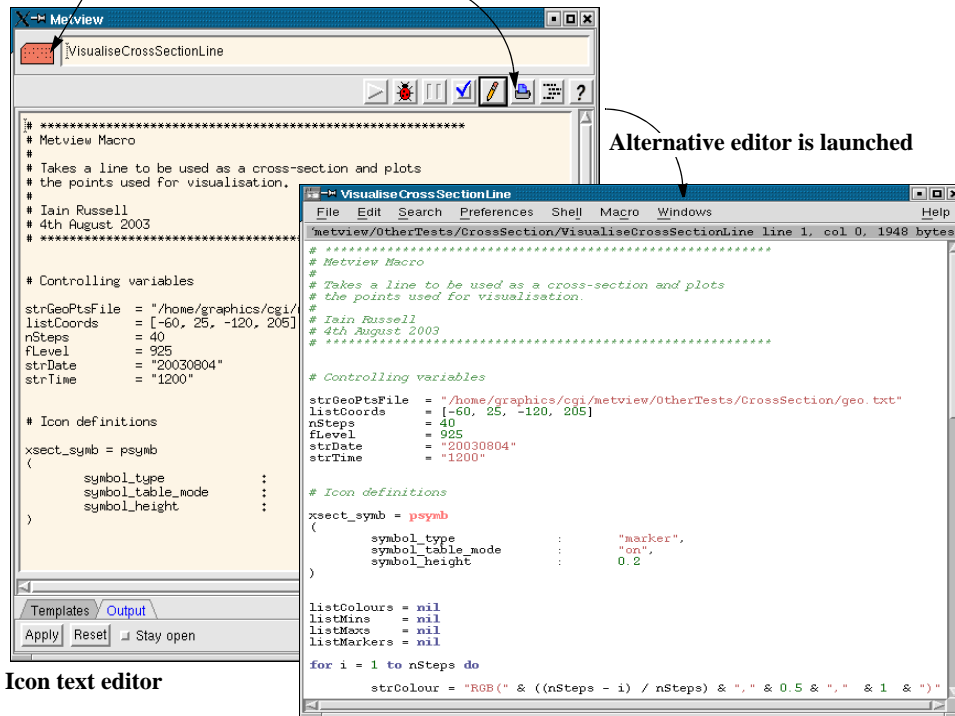 Metview
VisualiseCrossSectionLine
?
# **********************************************************
# Metview Macro
#
# Takes a line to be used as a cross-section and plots
# the points used for visualisation.
#
# Iain Russell
# 4th August 2003
# Controlling variables
strGeoPtsFile = "/home/graphics/cgi/
listCoords = [-60, 25, -120, 205]
nSteps = 40
fLevel = 925
strDate = "20030804"
strTime = "1200"
# Icon definitions
xsect_symb = psymb
(
symbol_type :
symbol_table_mode :
symbol_height :
)
Templates Output
Apply Reset Stay open
Icon text editor
Alternative editor is launched
VisualiseCrossSectionLine
File Edit Search Preferences Shell Macro Windows Help
metview/OtherTests/CrossSection/VisualiseCrossSectionLine line 1, col 0, 1948 bytes
# **********************************************************
# Metview Macro
#
# Takes a line to be used as a cross-section and plots
# the points used for visualisation.
#
# Iain Russell
# 4th August 2003
# **********************************************************
# Controlling variables
strGeoPtsFile = "/home/graphics/cgi/metview/OtherTests/CrossSection/geo.txt"
listCoords = [-60, 25, -120, 205]
nSteps = 40
fLevel = 925
strDate = "20030804"
strTime = "1200"
# Icon definitions
xsect_symb = psymb
(
symbol_type : "marker",
symbol_table_mode : "on",
symbol_height : 0.2
)
listColours = nil
listMins = nil
listMaxs = nil
listMarkers = nil
for i = 1 to nSteps do
strColour = "RGB(" & ((nSteps - i) / nSteps) & "," & 0.5 & "," & 1 & ")"